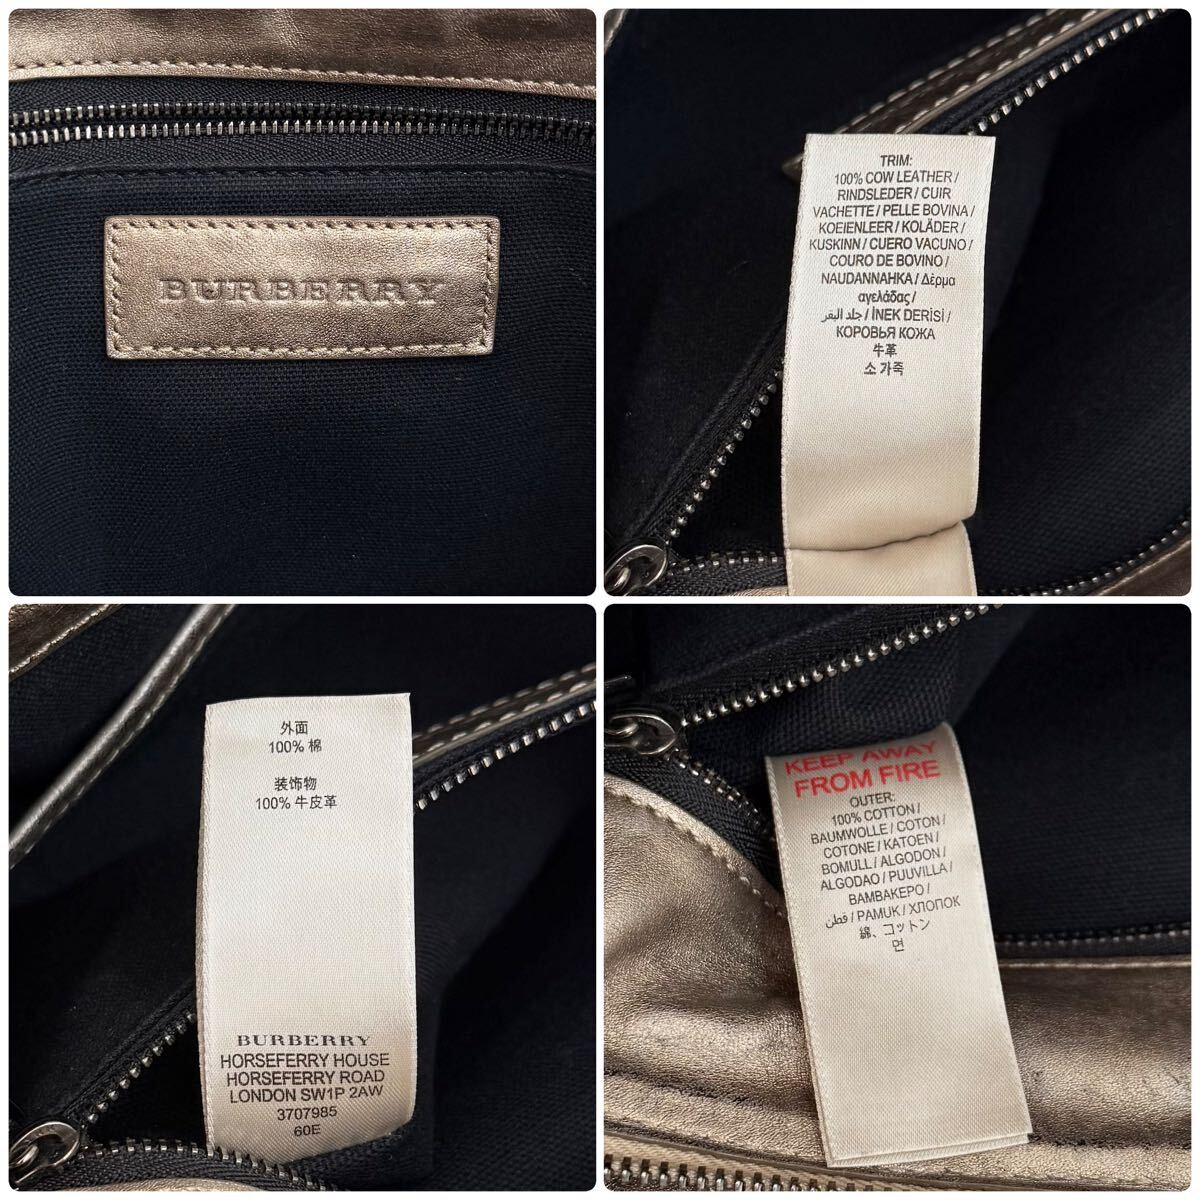 BURBERRY
TRIM:
100% COW LEATHER /
RINDSLEDER / CUIR
VACHETTE / PELLE BOVINA /
KOEIENLEER / KOLÄDER /
KUSKINN / CUERO VACUNO /
COURO DE BOVINO /
NAUDANNAHKA / Δέρμα
αγελάδας /
جلد البقر / İNEK DERİSİ /
КОРОВЬЯ КОЖА
牛革
소 가죽
外面
100% 棉
装饰物
100% 牛皮革
BURBERRY
HORSEFERRY HOUSE
HORSEFERRY ROAD
LONDON SW1P 2AW
3707985
60E
KEEP AWAY
FROM FIRE
OUTER:
100% COTTON /
BAUMWOLLE / COTON /
COTONE / KATOEN /
BOMULL / ALGODON /
ALGODAO / PUUVILLA /
ΒΑΜΒΑΚΕΡΟ /
قطن / PAMUK / ХЛОПОК
綿、コットン
면